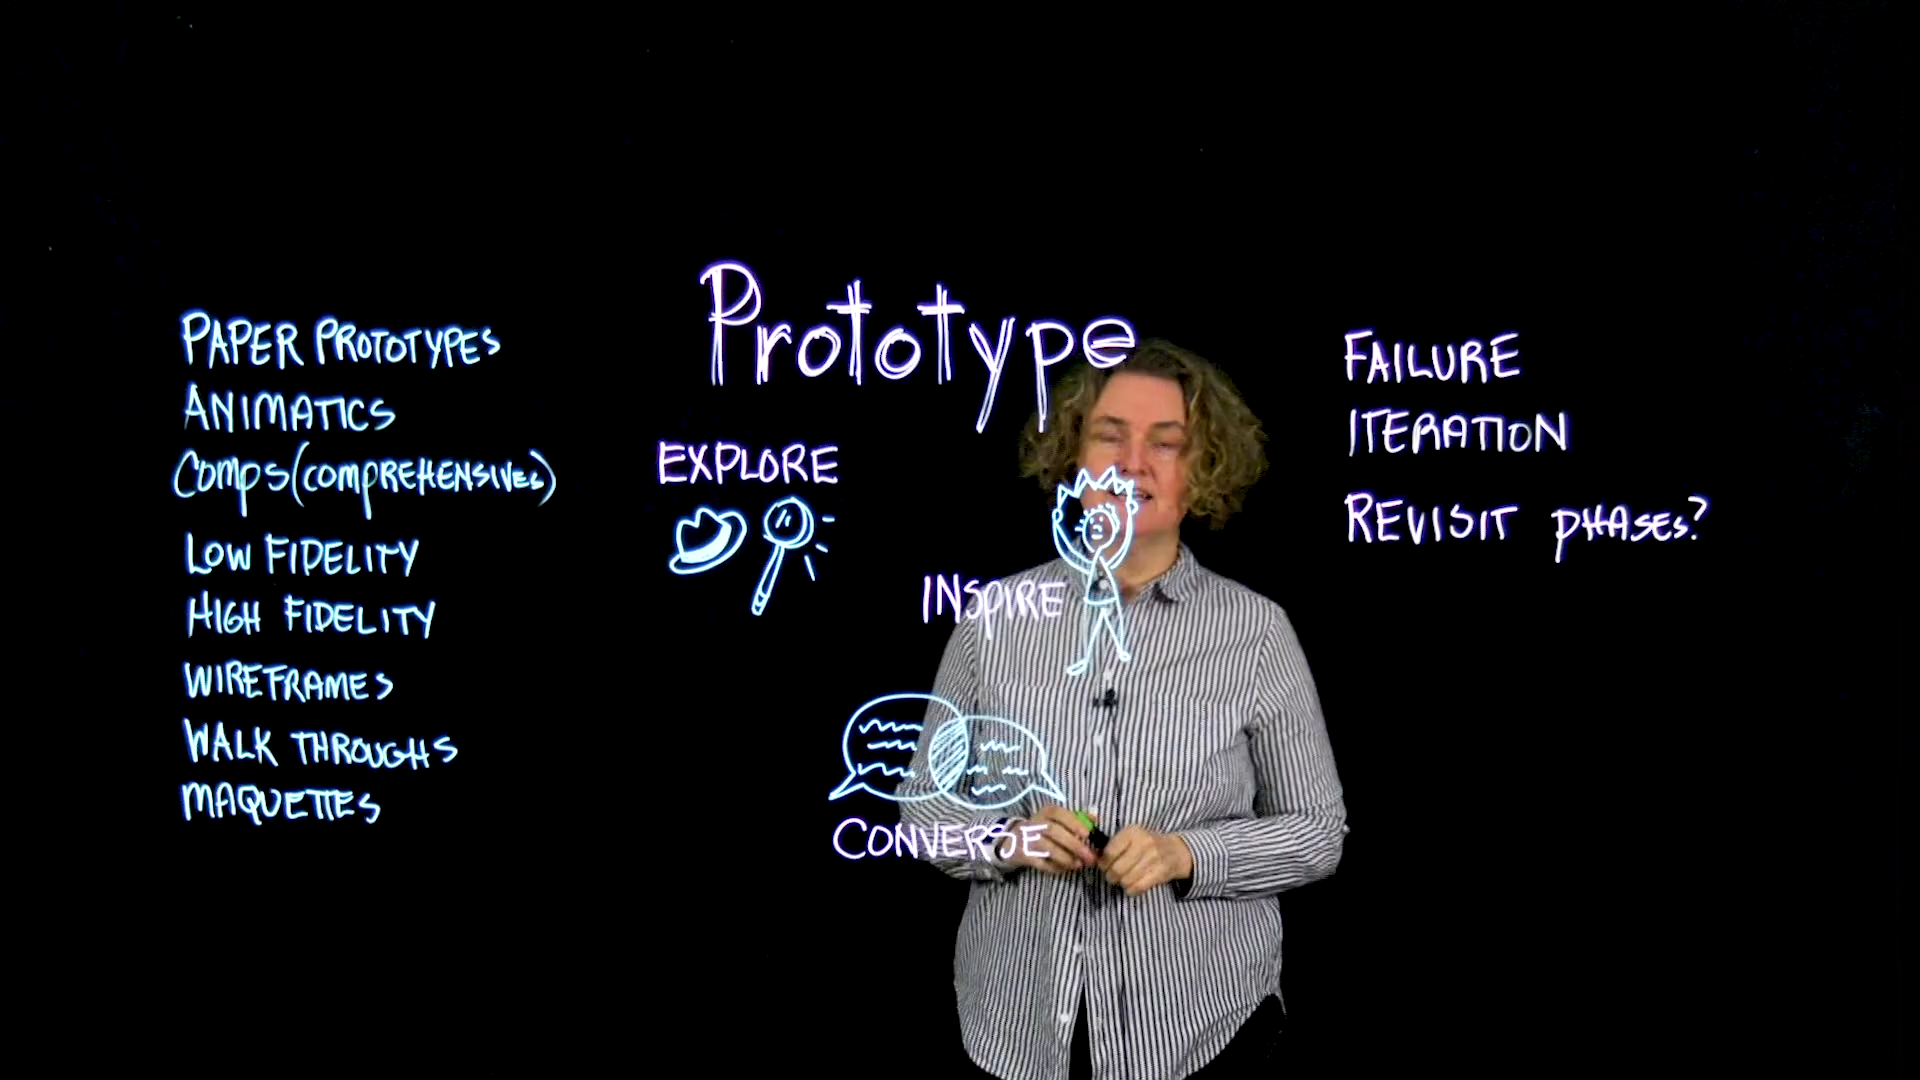 Prototype
PAPER PROTOTYPES
ANIMATICS
COMPS (COMPREHENSIVES)
LOW FIDELITY
HIGH FIDELITY
WIREFRAMES
WALK THROUGHS
MAQUETTES
EXPLORE
INSPIRE
CONVERSE
FAILURE
ITERATION
REVISIT PHASES?